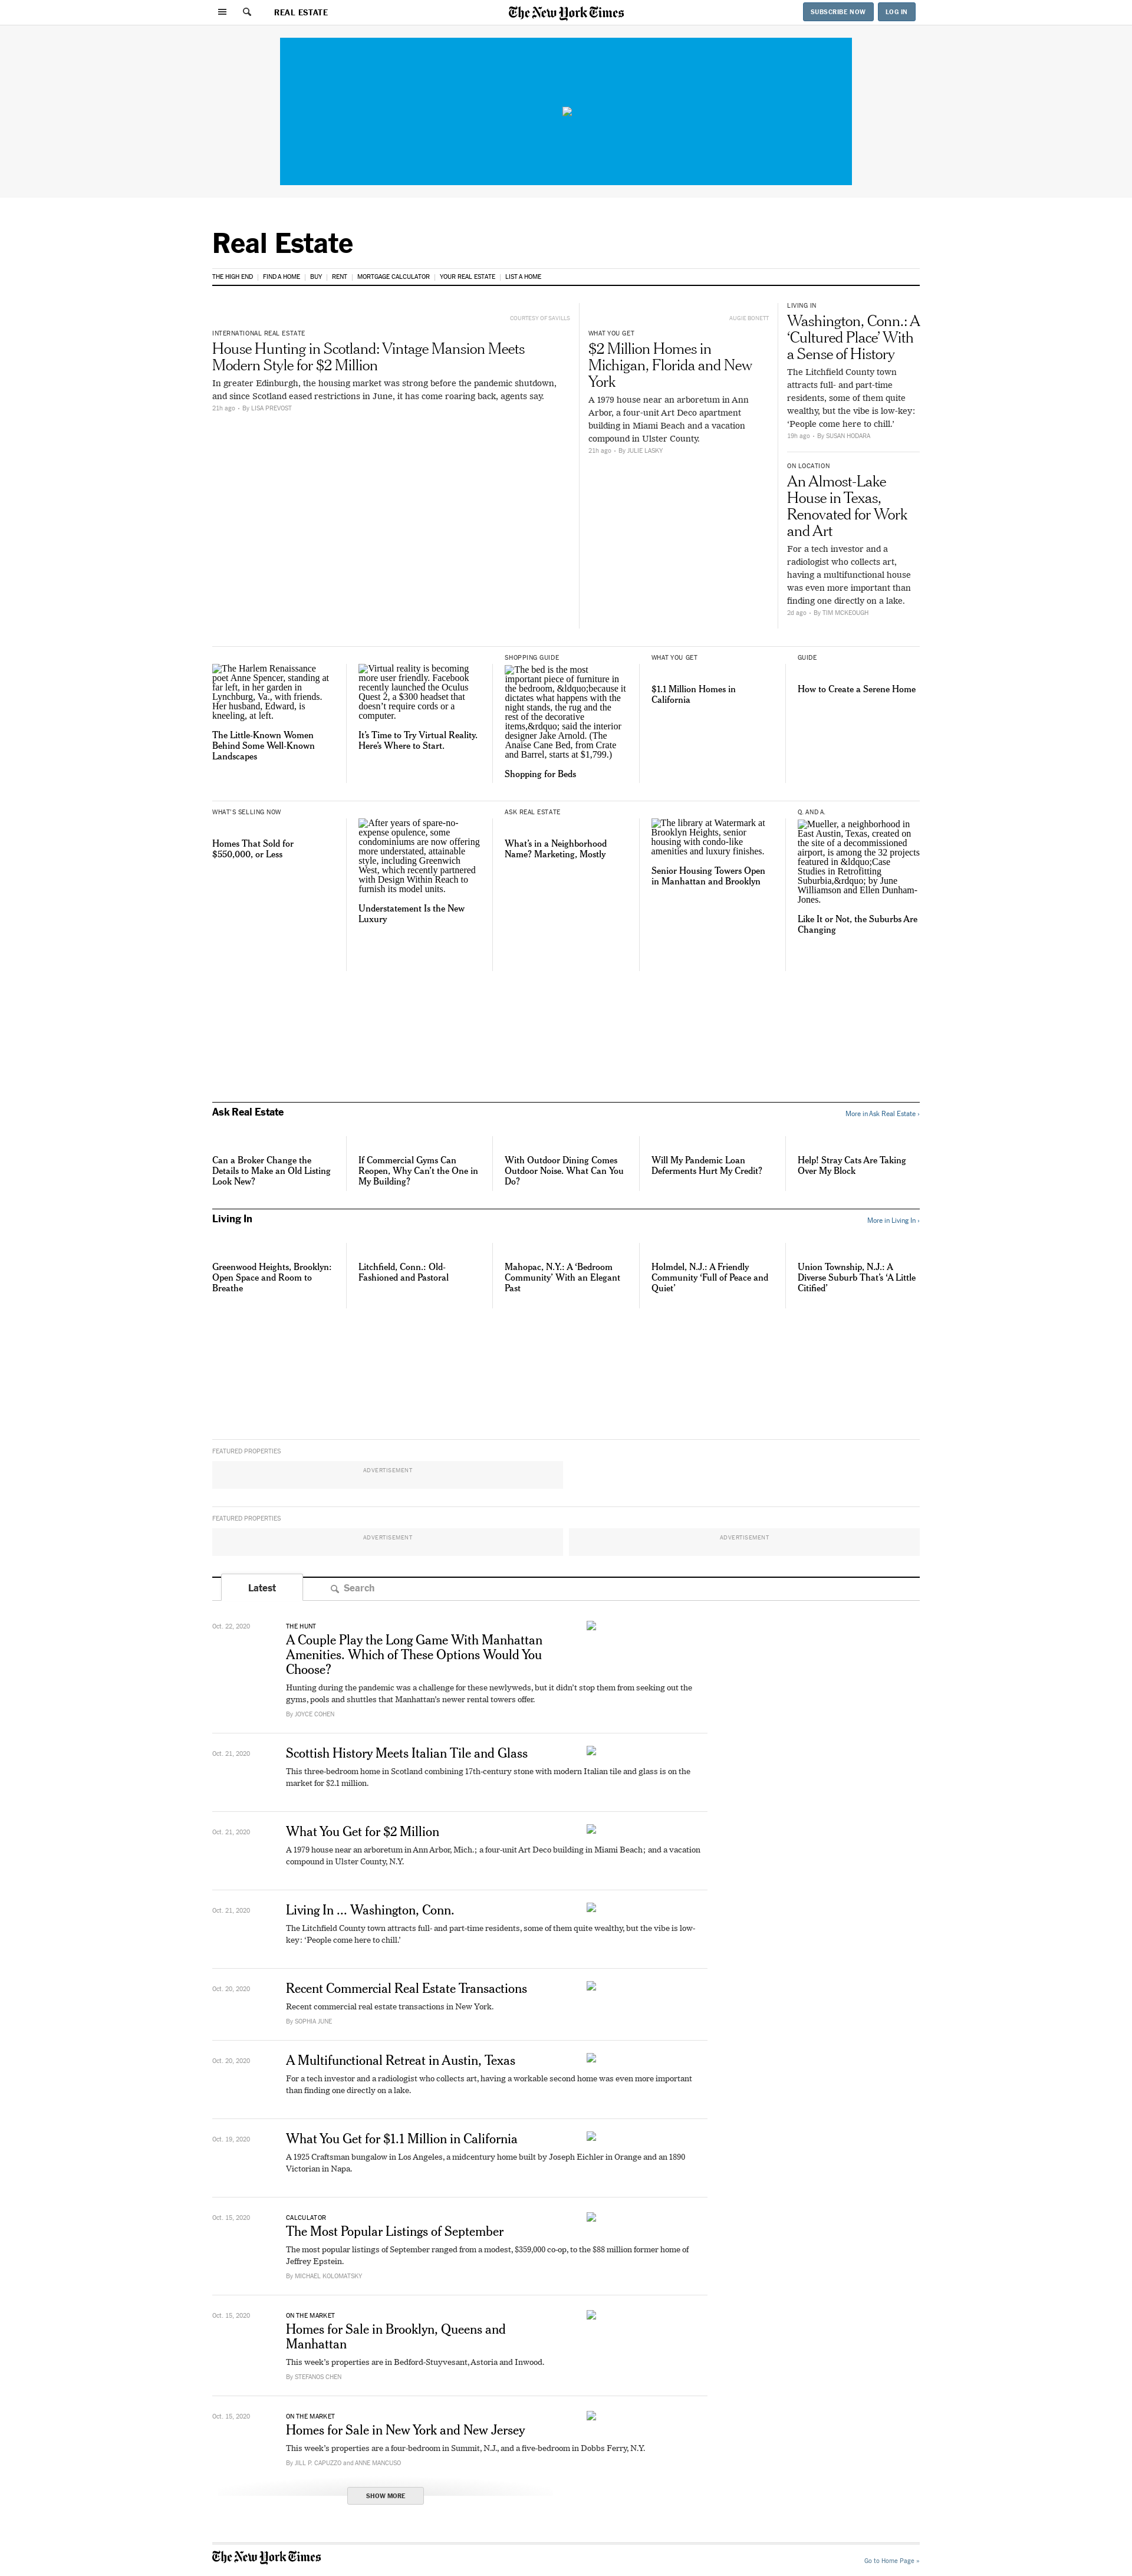 REAL ESTATE
The New York Times
SUBSCRIBE NOW
LOG IN
Real Estate
THE HIGH END
FIND A HOME
BUY
RENT
MORTGAGE CALCULATOR
YOUR REAL ESTATE
LIST A HOME
COURTESY OF SAVILLS
INTERNATIONAL REAL ESTATE
House Hunting in Scotland: Vintage Mansion Meets
Modern Style for $2 Million
In greater Edinburgh, the housing market was strong before the pandemic shutdown,
and since Scotland eased restrictions in June, it has come roaring back, agents say.
21h ago • By LISA PREVOST
AUGIE BONETT
WHAT YOU GET
$2 Million Homes in
Michigan, Florida and New
York
A 1979 house near an arboretum in Ann
Arbor, a four-unit Art Deco apartment
building in Miami Beach and a vacation
compound in Ulster County.
21h ago • By JULIE LASKY
LIVING IN
Washington, Conn.: A
‘Cultured Place’ With
a Sense of History
The Litchfield County town
attracts full- and part-time
residents, some of them quite
wealthy, but the vibe is low-key:
‘People come here to chill.’
19h ago • By SUSAN HODARA
ON LOCATION
An Almost-Lake
House in Texas,
Renovated for Work
and Art
For a tech investor and a
radiologist who collects art,
having a multifunctional house
was even more important than
finding one directly on a lake.
2d ago • By TIM MCKEOUGH
The Harlem Renaissance
poet Anne Spencer, standing at
far left, in her garden in
Lynchburg, Va., with friends.
Her husband, Edward, is
kneeling, at left.
The Little-Known Women
Behind Some Well-Known
Landscapes
Virtual reality is becoming
more user friendly. Facebook
recently launched the Oculus
Quest 2, a $300 headset that
doesn’t require cords or a
computer.
It’s Time to Try Virtual Reality.
Here’s Where to Start.
SHOPPING GUIDE
The bed is the most
important piece of furniture in
the bedroom, &ldquo;because it
dictates what happens with the
night stands, the rug and the
rest of the decorative
items,&rdquo; said the interior
designer Jake Arnold. (The
Anaise Cane Bed, from Crate
and Barrel, starts at $1,799.)
Shopping for Beds
WHAT YOU GET
$1.1 Million Homes in
California
GUIDE
How to Create a Serene Home
WHAT'S SELLING NOW
Homes That Sold for
$550,000, or Less
After years of spare-no-
expense opulence, some
condominiums are now offering
more understated, attainable
style, including Greenwich
West, which recently partnered
with Design Within Reach to
furnish its model units.
Understatement Is the New
Luxury
ASK REAL ESTATE
What’s in a Neighborhood
Name? Marketing, Mostly
The library at Watermark at
Brooklyn Heights, senior
housing with condo-like
amenities and luxury finishes.
Senior Housing Towers Open
in Manhattan and Brooklyn
Q. AND A.
Mueller, a neighborhood in
East Austin, Texas, created on
the site of a decommissioned
airport, is among the 32 projects
featured in &ldquo;Case
Studies in Retrofitting
Suburbia,&rdquo; by June
Williamson and Ellen Dunham-
Jones.
Like It or Not, the Suburbs Are
Changing
Ask Real Estate
More in Ask Real Estate ›
Can a Broker Change the
Details to Make an Old Listing
Look New?
If Commercial Gyms Can
Reopen, Why Can’t the One in
My Building?
With Outdoor Dining Comes
Outdoor Noise. What Can You
Do?
Will My Pandemic Loan
Deferments Hurt My Credit?
Help! Stray Cats Are Taking
Over My Block
Living In
More in Living In ›
Greenwood Heights, Brooklyn:
Open Space and Room to
Breathe
Litchfield, Conn.: Old-
Fashioned and Pastoral
Mahopac, N.Y.: A ‘Bedroom
Community’ With an Elegant
Past
Holmdel, N.J.: A Friendly
Community ‘Full of Peace and
Quiet’
Union Township, N.J.: A
Diverse Suburb That’s ‘A Little
Citified’
FEATURED PROPERTIES
ADVERTISEMENT
FEATURED PROPERTIES
ADVERTISEMENT
ADVERTISEMENT
Latest
Search
Oct. 22, 2020
THE HUNT
A Couple Play the Long Game With Manhattan
Amenities. Which of These Options Would You
Choose?
Hunting during the pandemic was a challenge for these newlyweds, but it didn’t stop them from seeking out the
gyms, pools and shuttles that Manhattan’s newer rental towers offer.
By JOYCE COHEN
Oct. 21, 2020
Scottish History Meets Italian Tile and Glass
This three-bedroom home in Scotland combining 17th-century stone with modern Italian tile and glass is on the
market for $2.1 million.
Oct. 21, 2020
What You Get for $2 Million
A 1979 house near an arboretum in Ann Arbor, Mich.; a four-unit Art Deco building in Miami Beach; and a vacation
compound in Ulster County, N.Y.
Oct. 21, 2020
Living In ... Washington, Conn.
The Litchfield County town attracts full- and part-time residents, some of them quite wealthy, but the vibe is low-
key: ‘People come here to chill.’
Oct. 20, 2020
Recent Commercial Real Estate Transactions
Recent commercial real estate transactions in New York.
By SOPHIA JUNE
Oct. 20, 2020
A Multifunctional Retreat in Austin, Texas
For a tech investor and a radiologist who collects art, having a workable second home was even more important
than finding one directly on a lake.
Oct. 19, 2020
What You Get for $1.1 Million in California
A 1925 Craftsman bungalow in Los Angeles, a midcentury home built by Joseph Eichler in Orange and an 1890
Victorian in Napa.
Oct. 15, 2020
CALCULATOR
The Most Popular Listings of September
The most popular listings of September ranged from a modest, $359,000 co-op, to the $88 million former home of
Jeffrey Epstein.
By MICHAEL KOLOMATSKY
Oct. 15, 2020
ON THE MARKET
Homes for Sale in Brooklyn, Queens and
Manhattan
This week’s properties are in Bedford-Stuyvesant, Astoria and Inwood.
By STEFANOS CHEN
Oct. 15, 2020
ON THE MARKET
Homes for Sale in New York and New Jersey
This week’s properties are a four-bedroom in Summit, N.J., and a five-bedroom in Dobbs Ferry, N.Y.
By JILL P. CAPUZZO and ANNE MANCUSO
SHOW MORE
The New York Times
Go to Home Page »